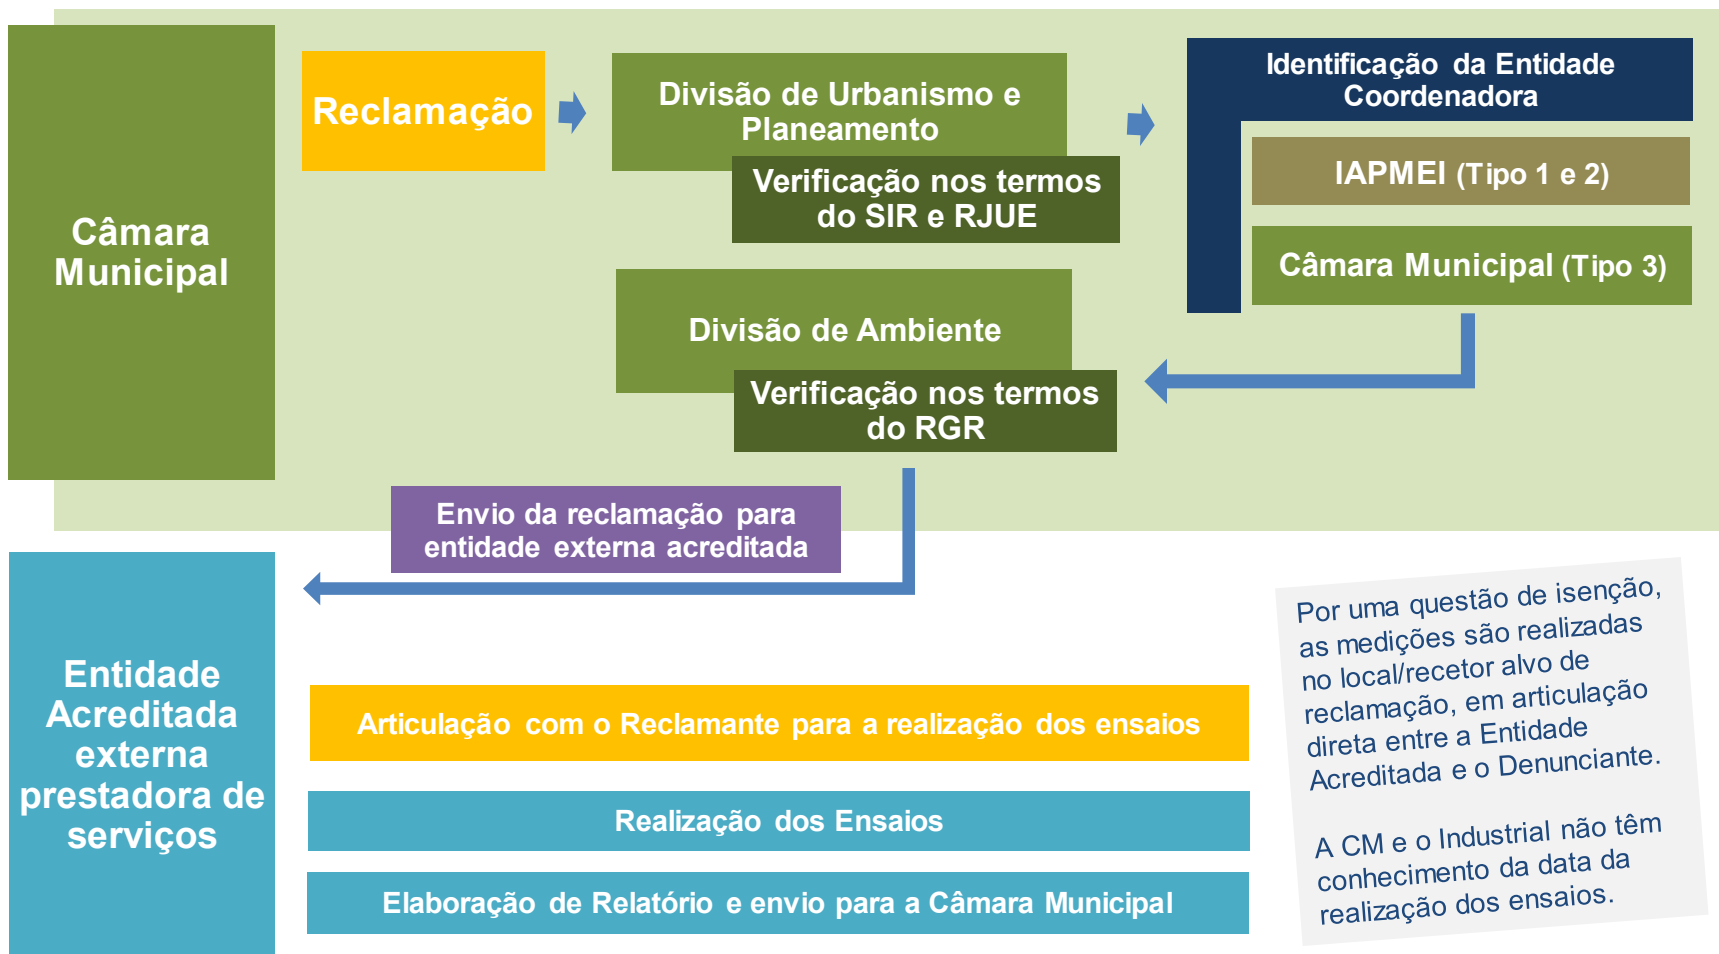 Câmara
Municipal
Reclamação
Divisão de Urbanismo e
Planeamento
Verificação nos termos
do SIR e RJUE
Identificação da Entidade
Coordenadora
IAPMEI (Tipo 1 e 2)
Câmara Municipal (Tipo 3)
Divisão de Ambiente
Verificação nos termos
do RGR
Envio da reclamação para
entidade externa acreditada
Entidade
Acreditada
externa
prestadora de
serviços
Articulação com o Reclamante para a realização dos ensaios
Realização dos Ensaios
Elaboração de Relatório e envio para a Câmara Municipal
Por uma questão de isenção,
as medições são realizadas
no local/recetor alvo de
reclamação, em articulação
direta entre a Entidade
Acreditada e o Denunciante.
A CM e o Industrial não têm
conhecimento da data da
realização dos ensaios.